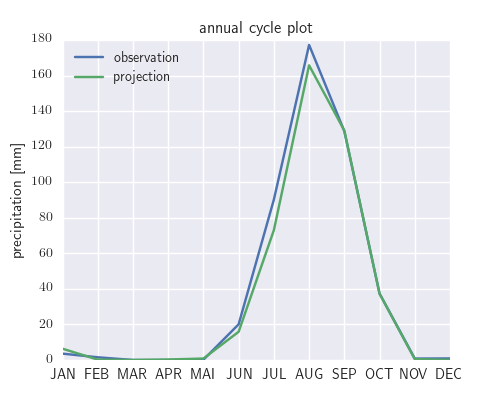 annual cycle plot
observation
projection
precipitation [mm]
180
160
140
120
100
80
60
40
20
0
JAN FEB MAR APR MAI JUN JUL AUG SEP OCT NOV DEC